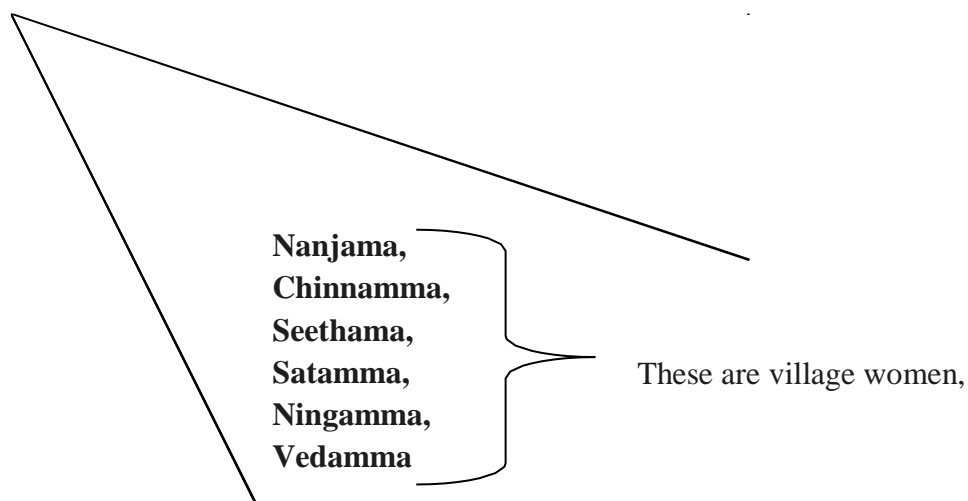 Nanjama,
Chinnamma,
Seethama,
Satamma,
Ningamma,
Vedamma
These are village women,